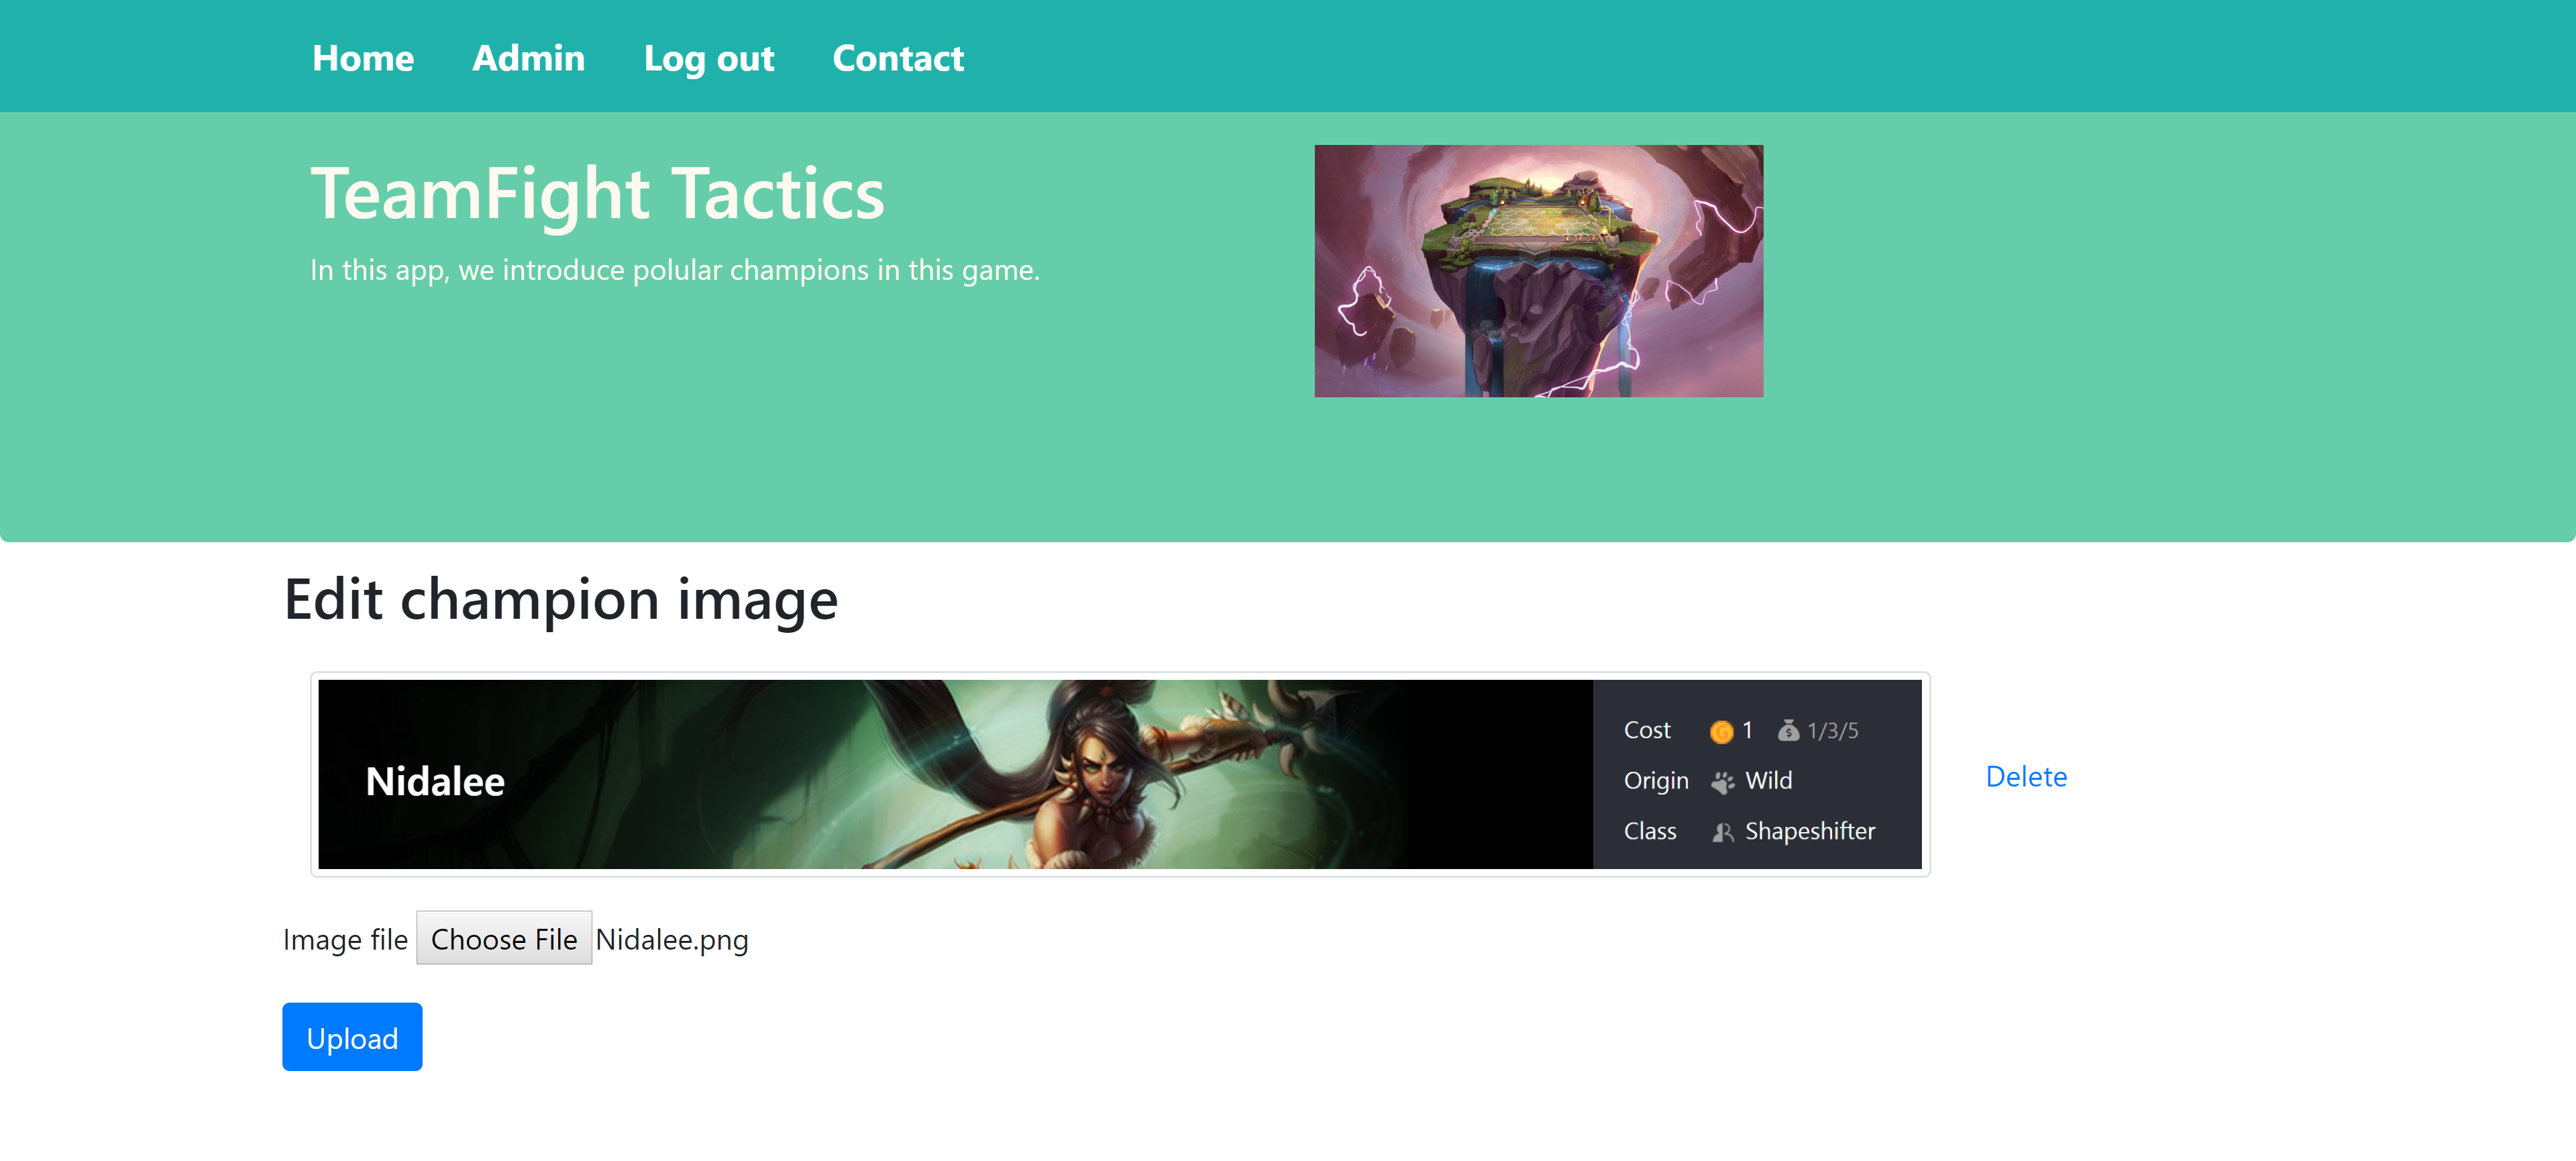 Home Admin Log out Contact
TeamFight Tactics
In this app, we introduce polular champions in this game.
Edit champion image
Nidalee
Cost 1 1/3/5
Origin Wild
Class Shapeshifter
Delete
Image file Choose File Nidalee.png
Upload